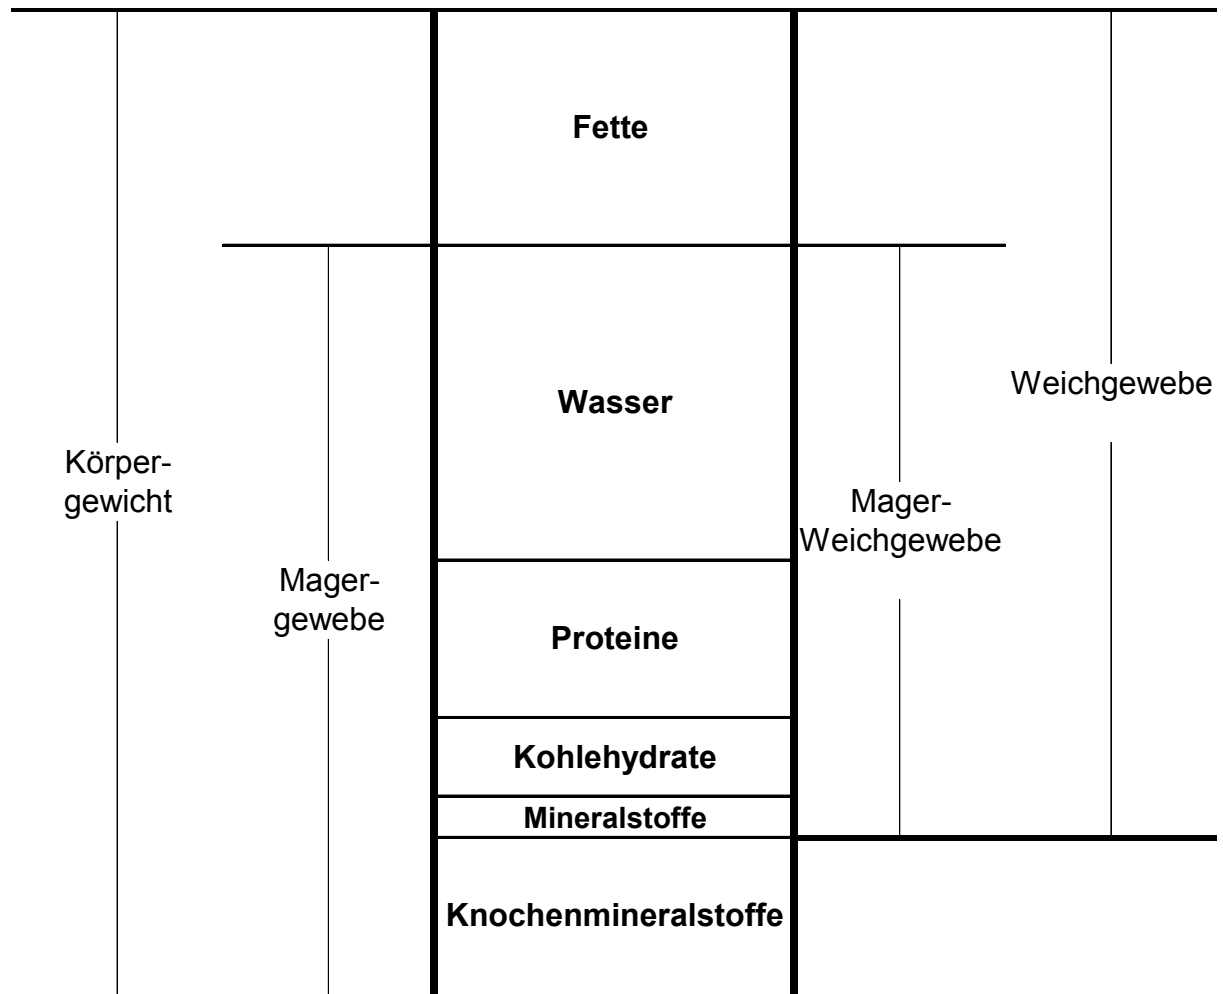 Fette
Weichgewebe
Wasser
Körper-
gewicht
Mager-
Weichgewebe
Mager-
gewebe
Proteine
Kohlehydrate
Mineralstoffe
Knochenmineralstoffe